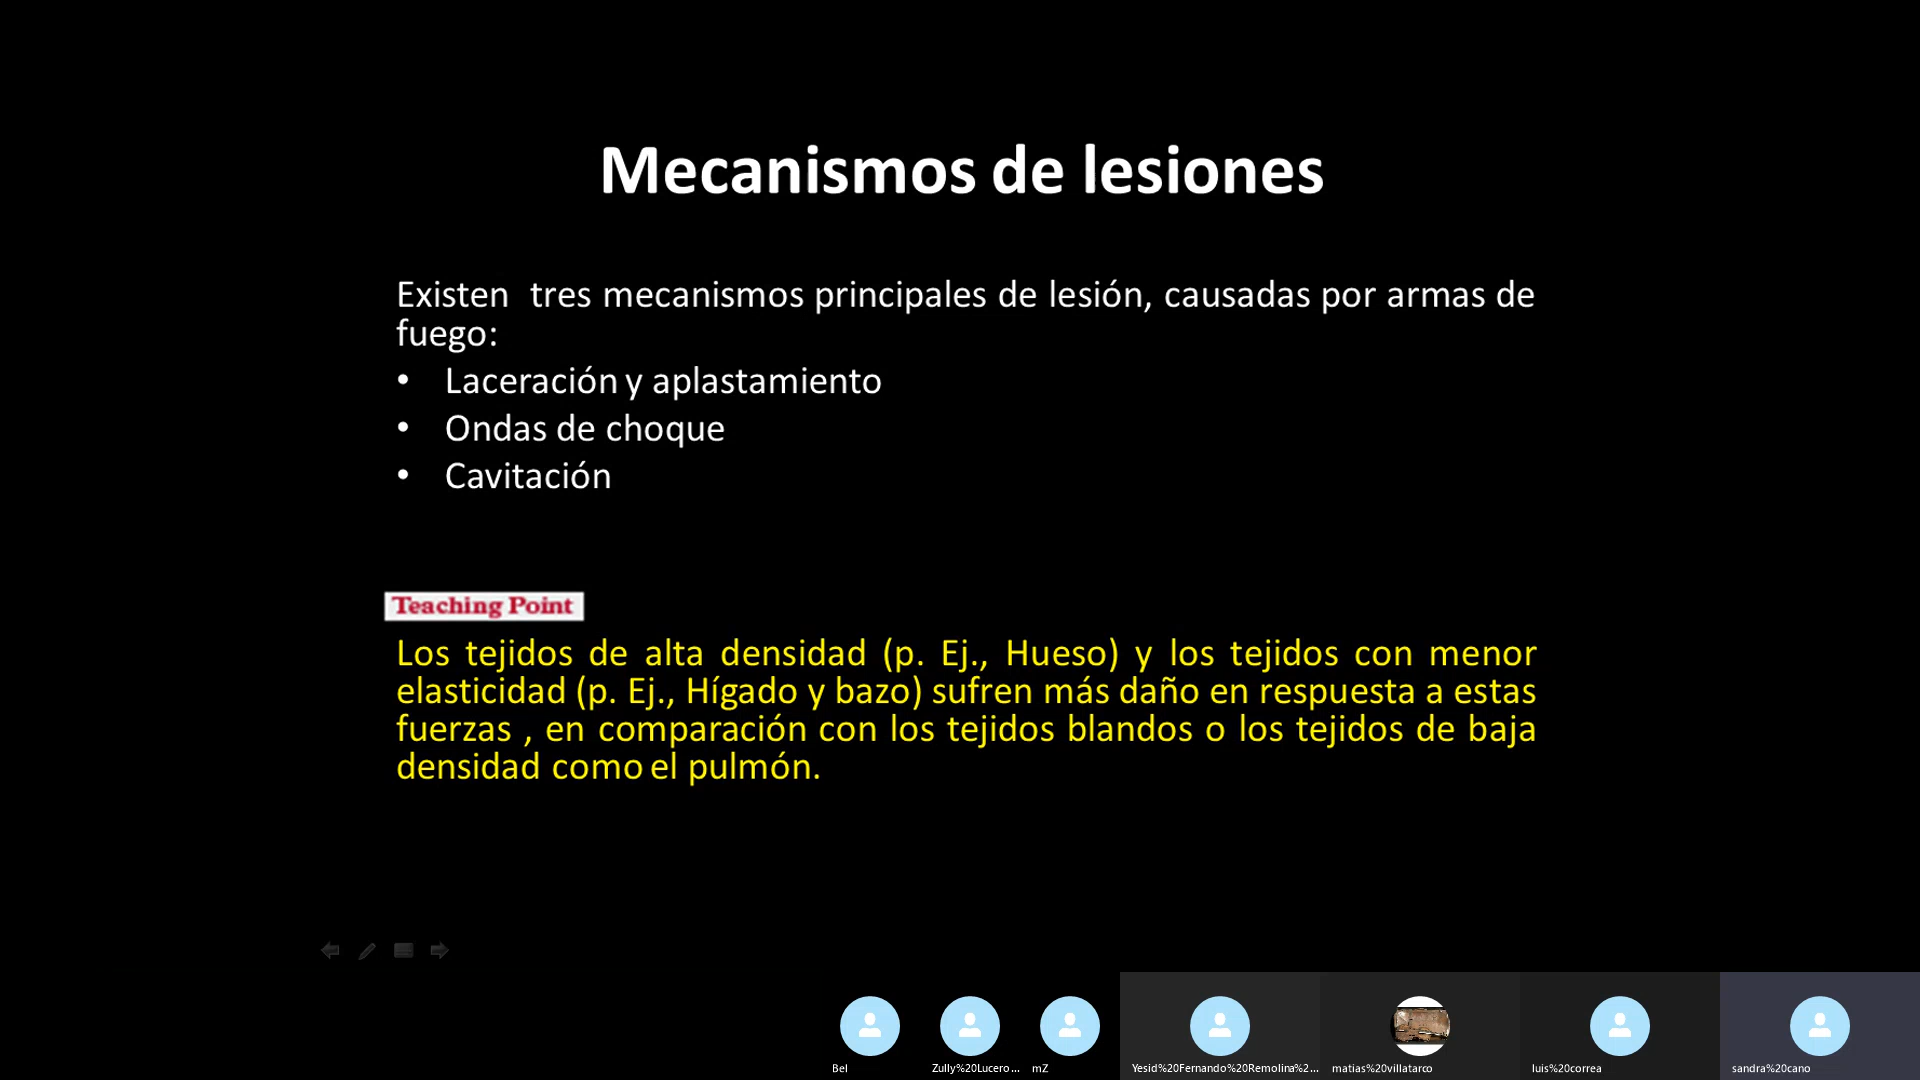 Mecanismos de lesiones
Existen tres mecanismos principales de lesión, causadas por armas de
fuego:
• Laceración y aplastamiento
• Ondas de choque
• Cavitación
Teaching Point
Los tejidos de alta densidad (p. Ej., Hueso) y los tejidos con menor
elasticidad (p. Ej., Hígado y bazo) sufren más daño en respuesta a estas
fuerzas , en comparación con los tejidos blandos o los tejidos de baja
densidad como el pulmón.
Bel
Zully%20Lucero...
mZ
Yesid%20Fernando%20Remolina%2...
matias%20villatarco
luis%20correa
sandra%20cano